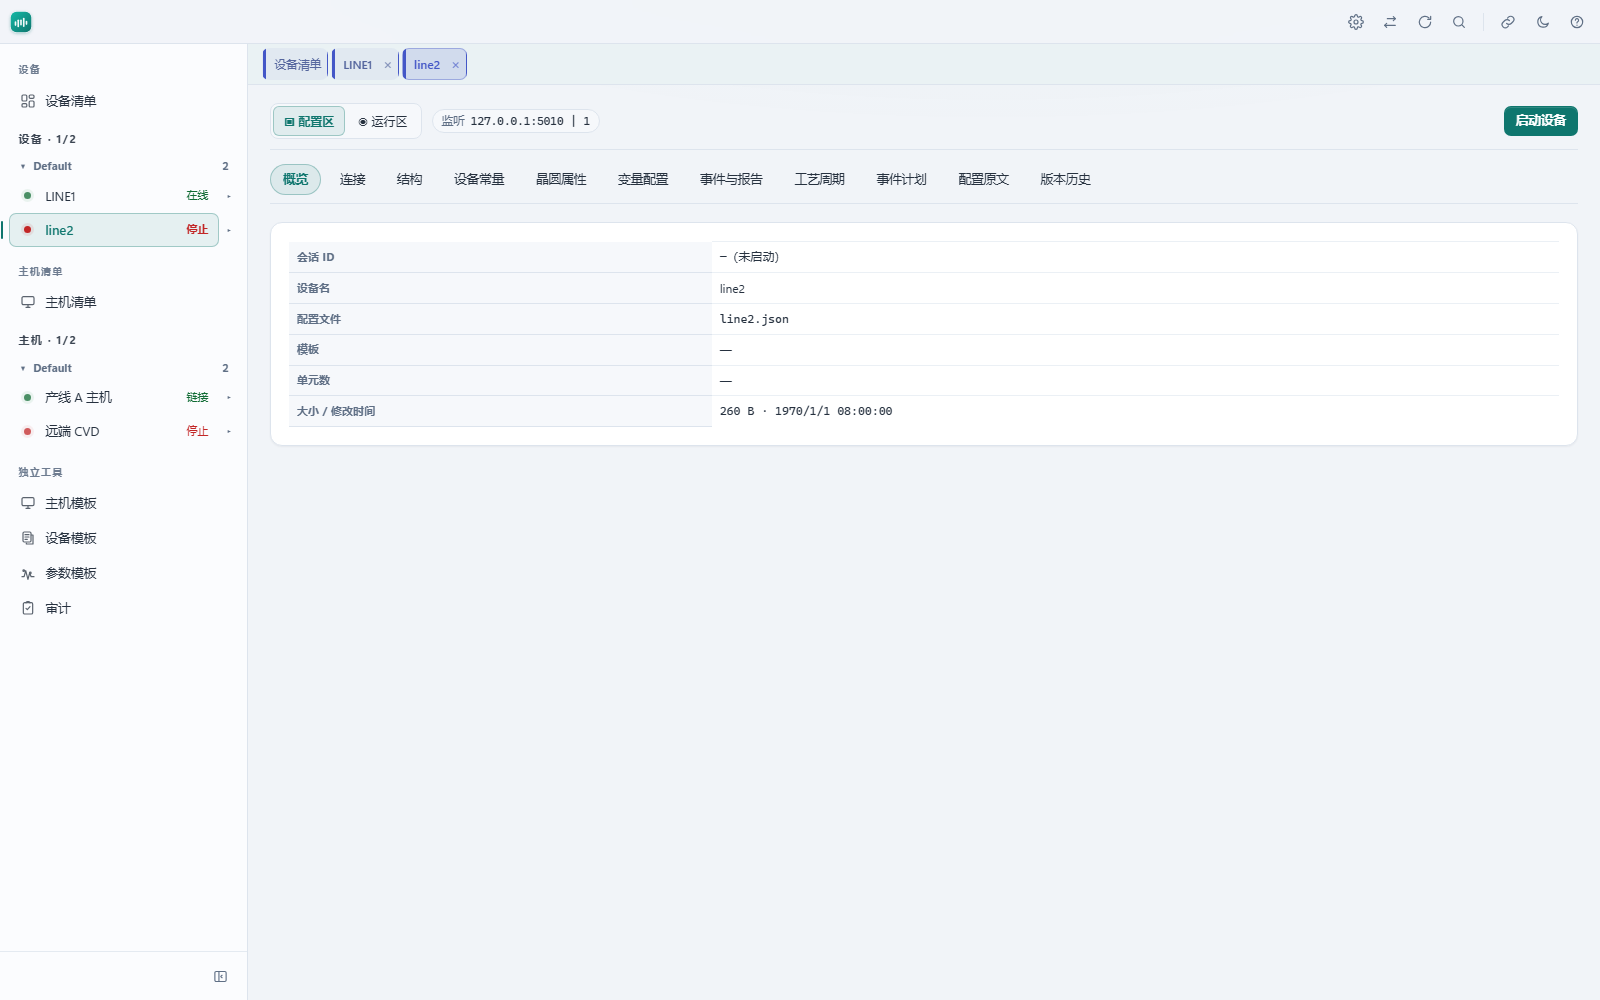 设备
设备清单
设备 · 1/2
Default 2
LINE1 在线
line2 停止
主机清单
主机清单
主机 · 1/2
Default 2
产线 A 主机 链接
远端 CVD 停止
独立工具
主机模板
设备模板
参数模板
审计
设备清单 LINE1 × line2 ×
配置区 运行区 监听 127.0.0.1:5010 | 1 启动设备
概览 连接 结构 设备常量 晶圆属性 变量配置 事件与报告 工艺周期 事件计划 配置原文 版本历史
会话 ID — (未启动)
设备名 line2
配置文件 line2.json
模板 —
单元数 —
大小 / 修改时间 260 B · 1970/1/1 08:00:00